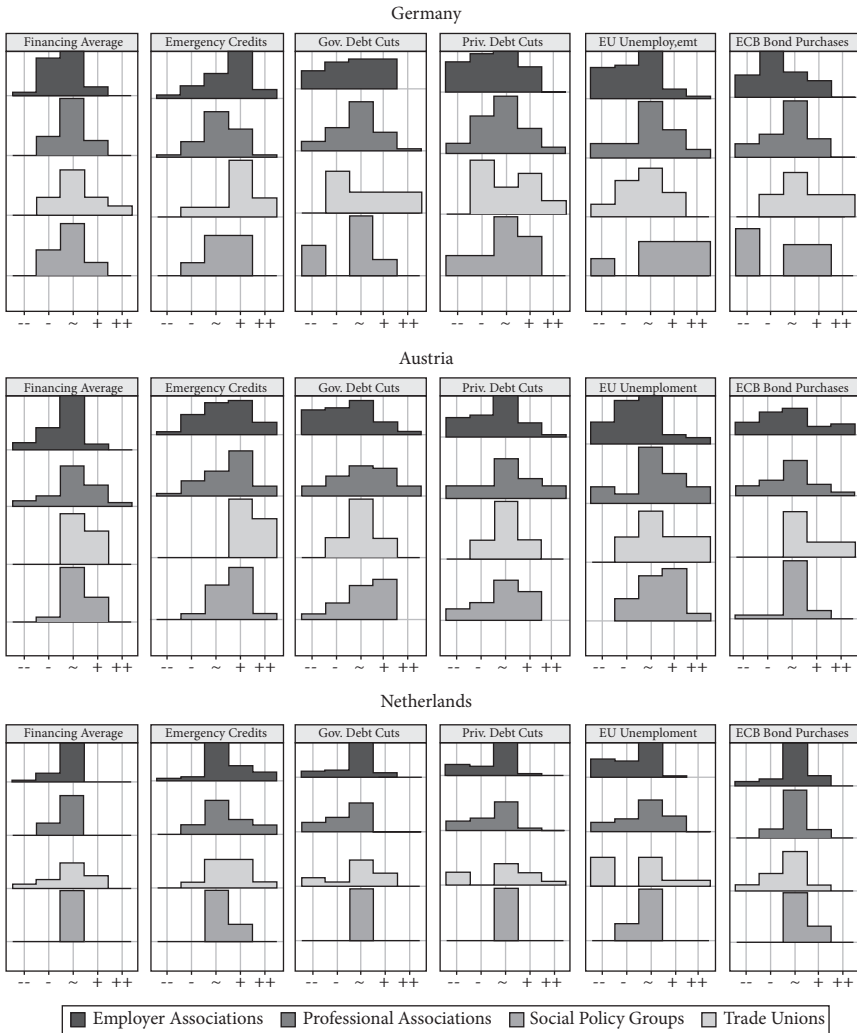 Germany
Financing Average Emergency Credits Gov. Debt Cuts Priv. Debt Cuts EU Unemploy,emt ECB Bond Purchases
-- - ~ + ++ -- - ~ + ++ -- - ~ + ++ -- - ~ + ++ -- - ~ + ++ -- - ~ + ++
Austria
Financing Average Emergency Credits Gov. Debt Cuts Priv. Debt Cuts EU Unemploment ECB Bond Purchases
-- - ~ + ++ -- - ~ + ++ -- - ~ + ++ -- - ~ + ++ -- - ~ + ++ -- - ~ + ++
Netherlands
Financing Average Emergency Credits Gov. Debt Cuts Priv. Debt Cuts EU Unemploment ECB Bond Purchases
-- - ~ + ++ -- - ~ + ++ -- - ~ + ++ -- - ~ + ++ -- - ~ + ++ -- - ~ + ++
Employer Associations Professional Associations Social Policy Groups Trade Unions